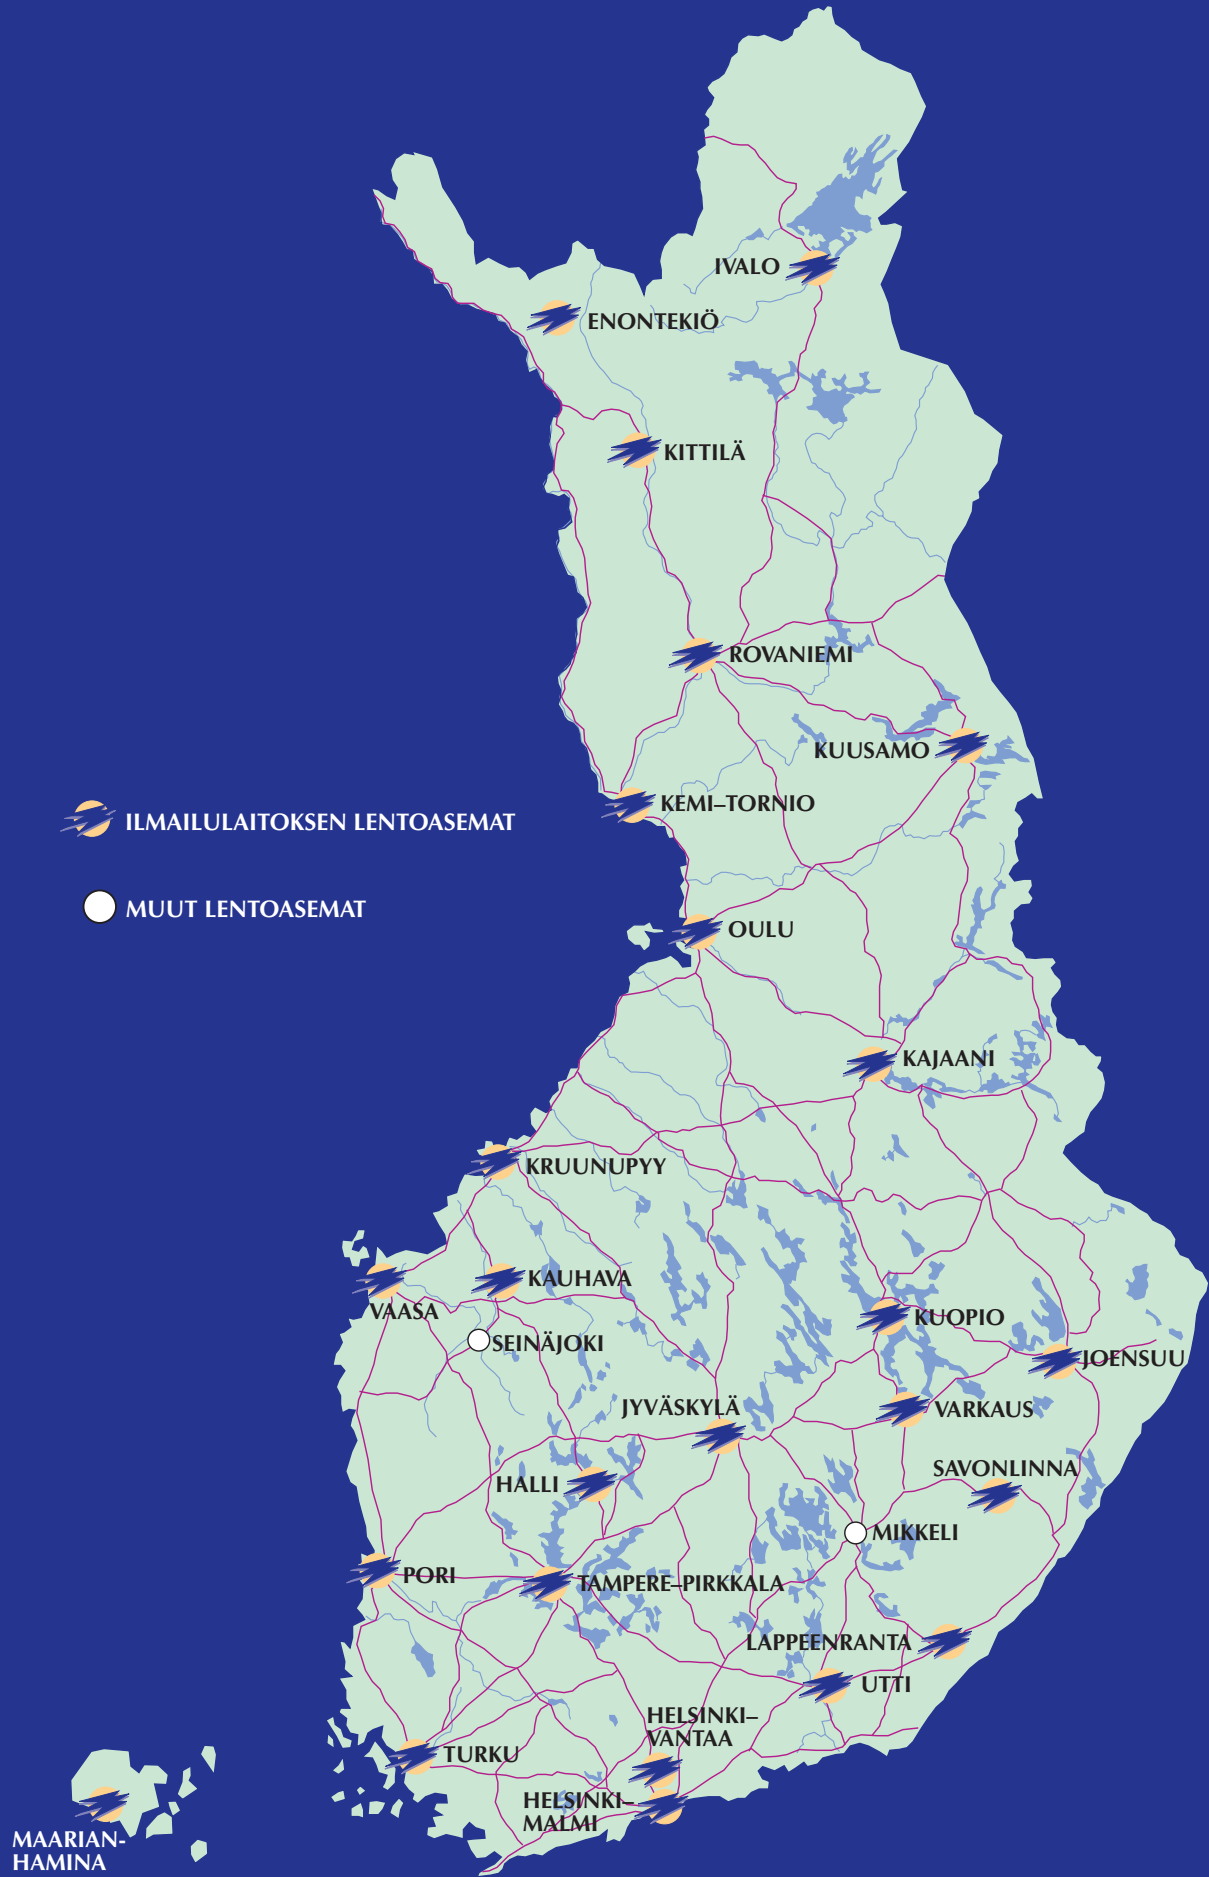 IVALO
ENONTEKIÖ
KITTILÄ
ROVANIEMI
KUUSAMO
KEMI–TORNIO
ILMAILULAITOKSEN LENTOASEMAT
MUUT LENTOASEMAT
OULU
KAJAANI
KRUUNUPYY
KAUHAVA
VAASA
KUOPIO
SEINÄJOKI
JOENSUU
JYVÄSKYLÄ
VARKAUS
SAVONLINNA
HALLI
MIKKELI
PORI
TAMPERE–PIRKKALA
LAPPEENRANTA
UTTI
HELSINKI–
VANTAA
TURKU
HELSINKI–
MALMI
MAARIAN-
HAMINA